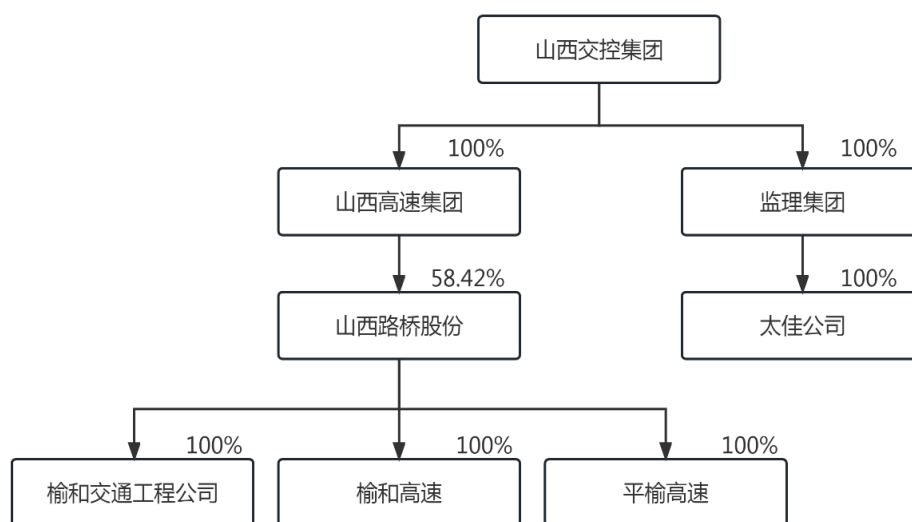 山西交控集团
100%
100%
山西高速集团
监理集团
58.42%
100%
山西路桥股份
太佳公司
100%
100%
100%
榆和交通工程公司
榆和高速
平榆高速